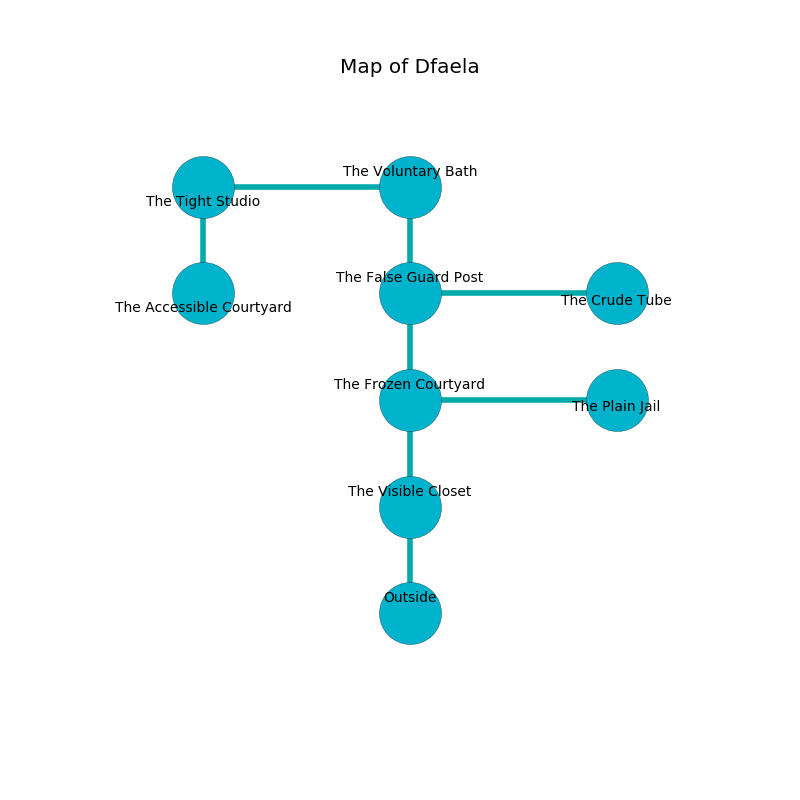 Map of Dfaela
The Voluntary Bath
The Tight Studio
The False Guard Post
The Crude Tube
The Accessible Courtyard
The Frozen Courtyard
The Plain Jail
The Visible Closet
Outside